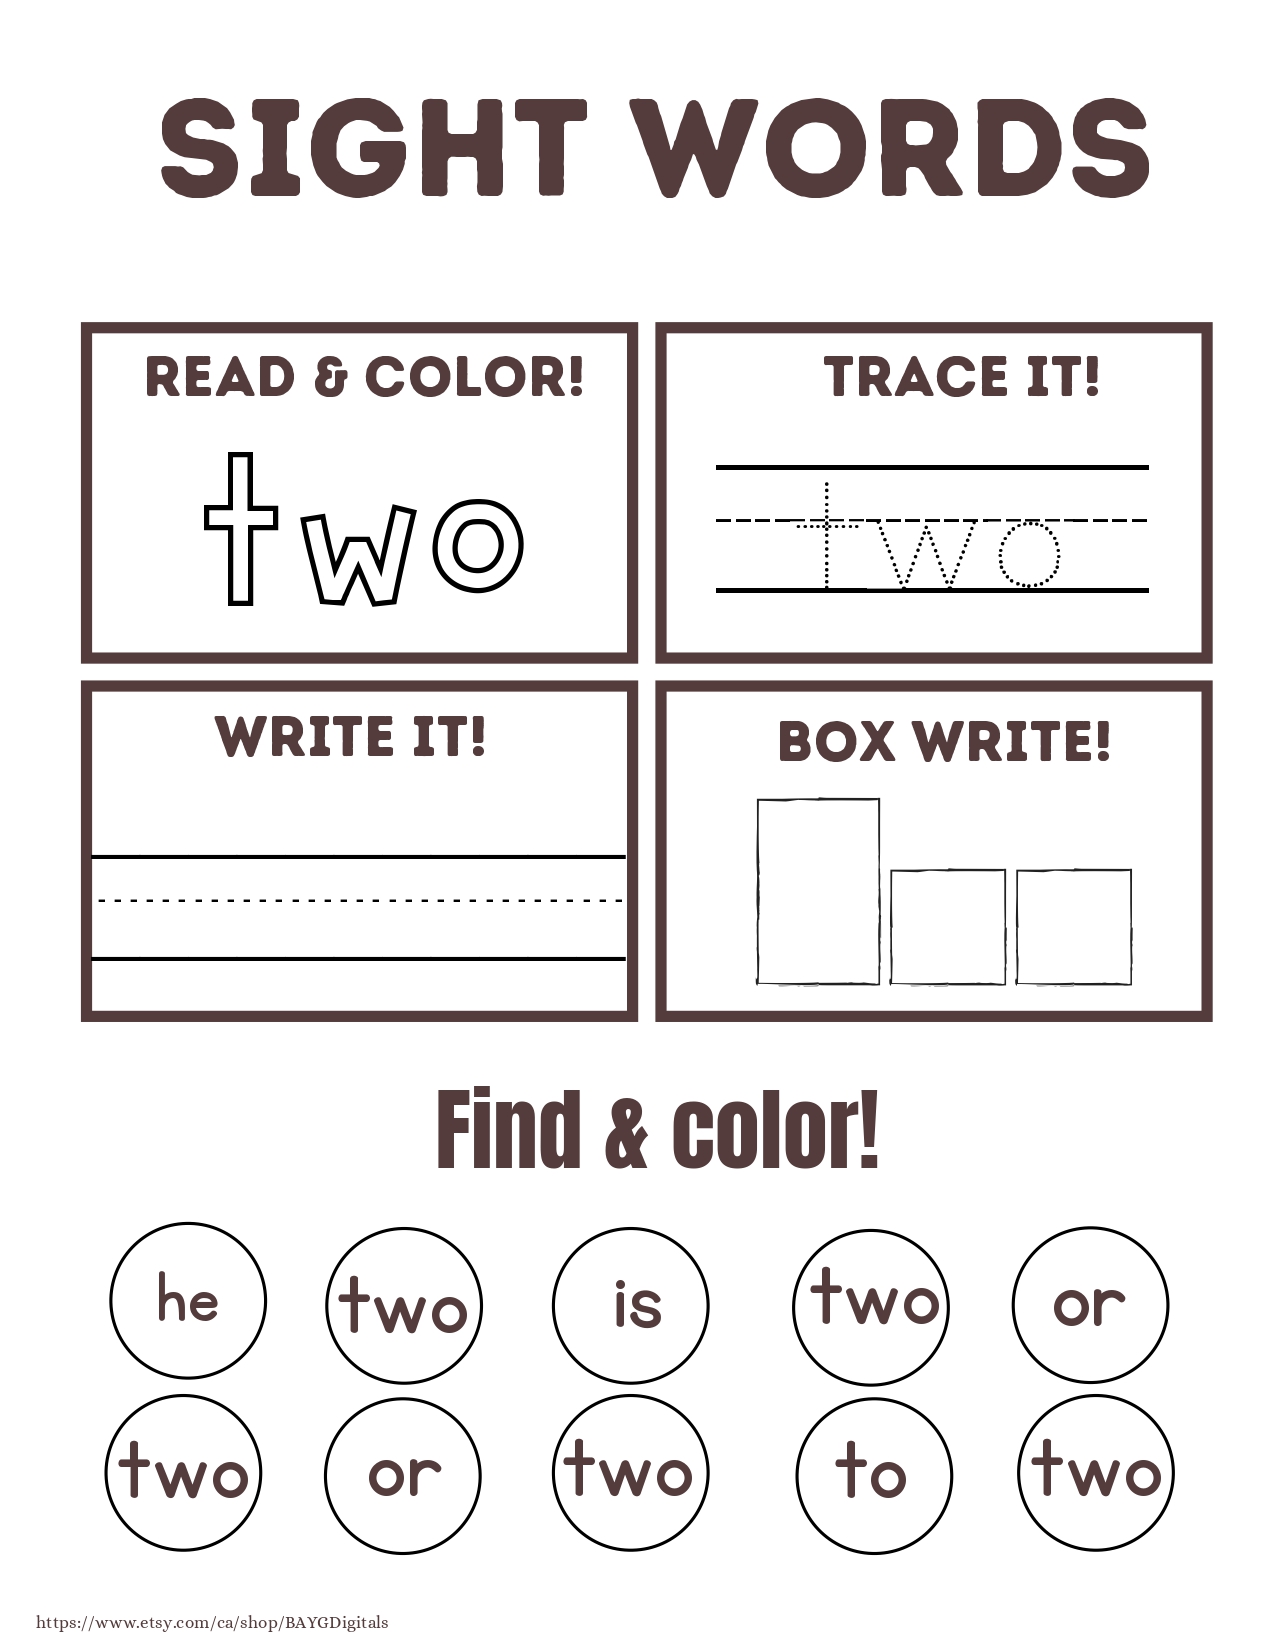 SIGHT WORDS
READ & COLOR!
two
TRACE IT!
two
WRITE IT!
BOX WRITE!
Find & color!
he two is two or
two or two to two
https://www.etsy.com/ca/shop/BAYGDigitals